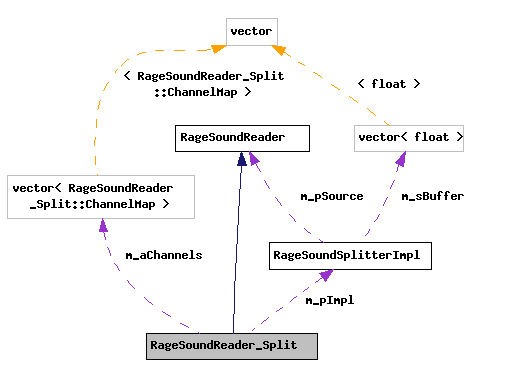 vector
< RageSoundReader_Split
::ChannelMap >
< float >
RageSoundReader
vector< float >
vector< RageSoundReader
_Split::ChannelMap >
m_pSource
m_sBuffer
m_aChannels
RageSoundSplitterImpl
m_pImpl
RageSoundReader_Split